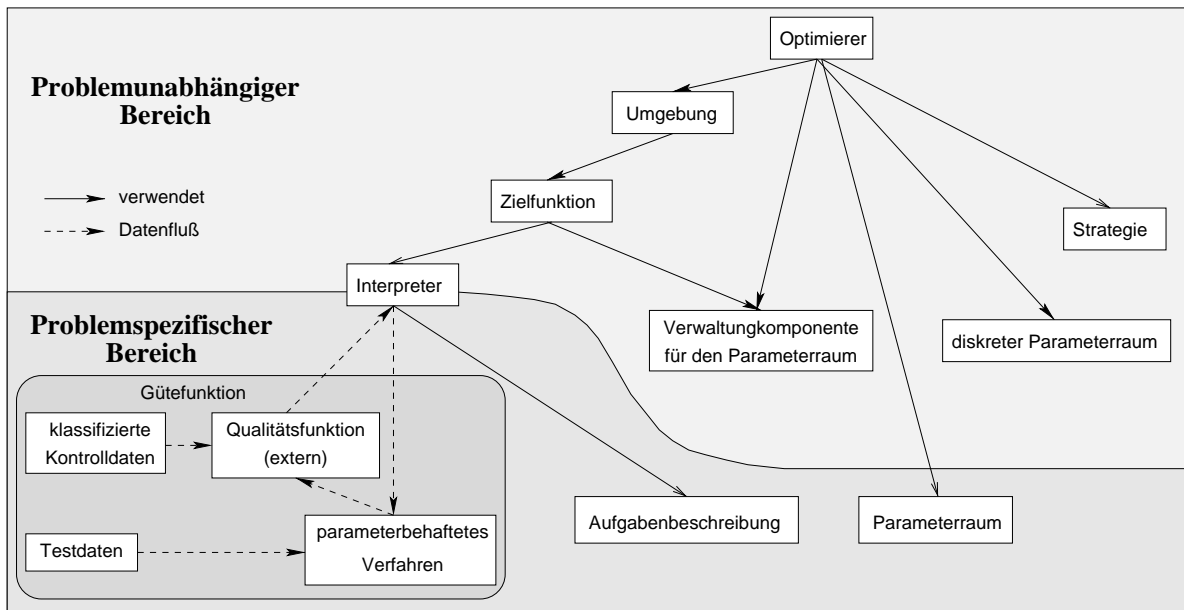 Optimierer
Problemunabhängiger
Bereich
Umgebung
verwendet
Datenfluß
Zielfunktion
Strategie
Interpreter
Verwaltungkomponente
für den Parameterraum
diskreter Parameterraum
Problemspezifischer
Bereich
Gütefunktion
klassifizierte
Kontrolldaten
Qualitätsfunktion
(extern)
Aufgabenbeschreibung
Parameterraum
Testdaten
parameterbehaftetes
Verfahren